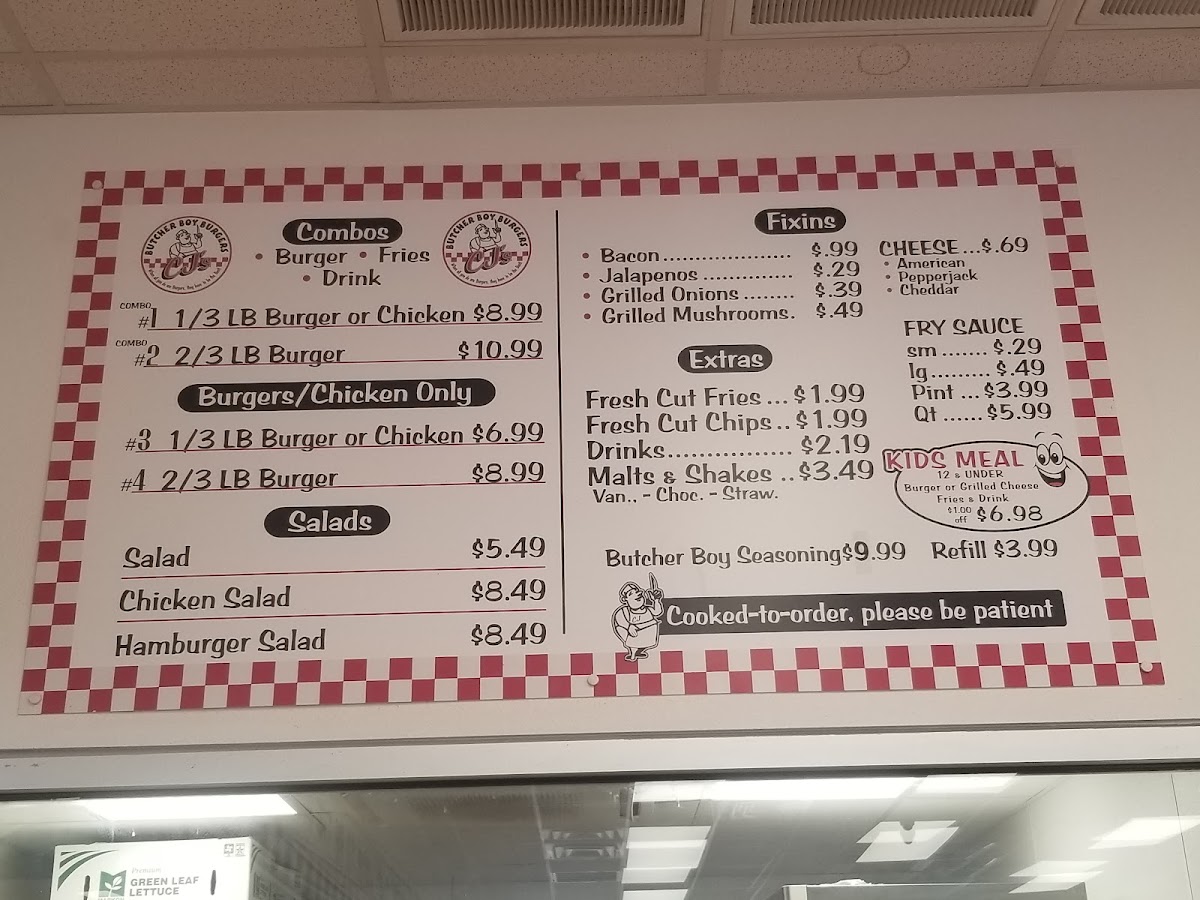 BUTCHER BOY BURGERS
CJ's
Combos
• Burger • Fries
• Drink
BUTCHER BOY BURGERS
CJ's
COMBO
#1 1/3 LB Burger or Chicken $8.99
COMBO
#2 2/3 LB Burger $10.99
Burgers/Chicken Only
#3 1/3 LB Burger or Chicken $6.99
#4 2/3 LB Burger $8.99
Salads
Salad $5.49
Chicken Salad $8.49
Hamburger Salad $8.49
Fixins
• Bacon..................... $.99
• Jalapenos .............. $.29
• Grilled Onions ........ $.39
• Grilled Mushrooms. $.49
CHEESE...$.69
• American
• Pepperjack
• Cheddar
FRY SAUCE
sm ....... $.29
lg......... $.49
Pint ... $3.99
Qt ...... $5.99
Extras
Fresh Cut Fries ... $1.99
Fresh Cut Chips.. $1.99
Drinks................. $2.19
Malts & Shakes .. $3.49
Van., - Choc. - Straw.
KIDS MEAL
12 & UNDER
Burger or Grilled Cheese
Fries & Drink
$1.00 off $6.98
Butcher Boy Seasoning $9.99 Refill $3.99
Cooked-to-order, please be patient
Premium
GREEN LEAF
LETTUCE